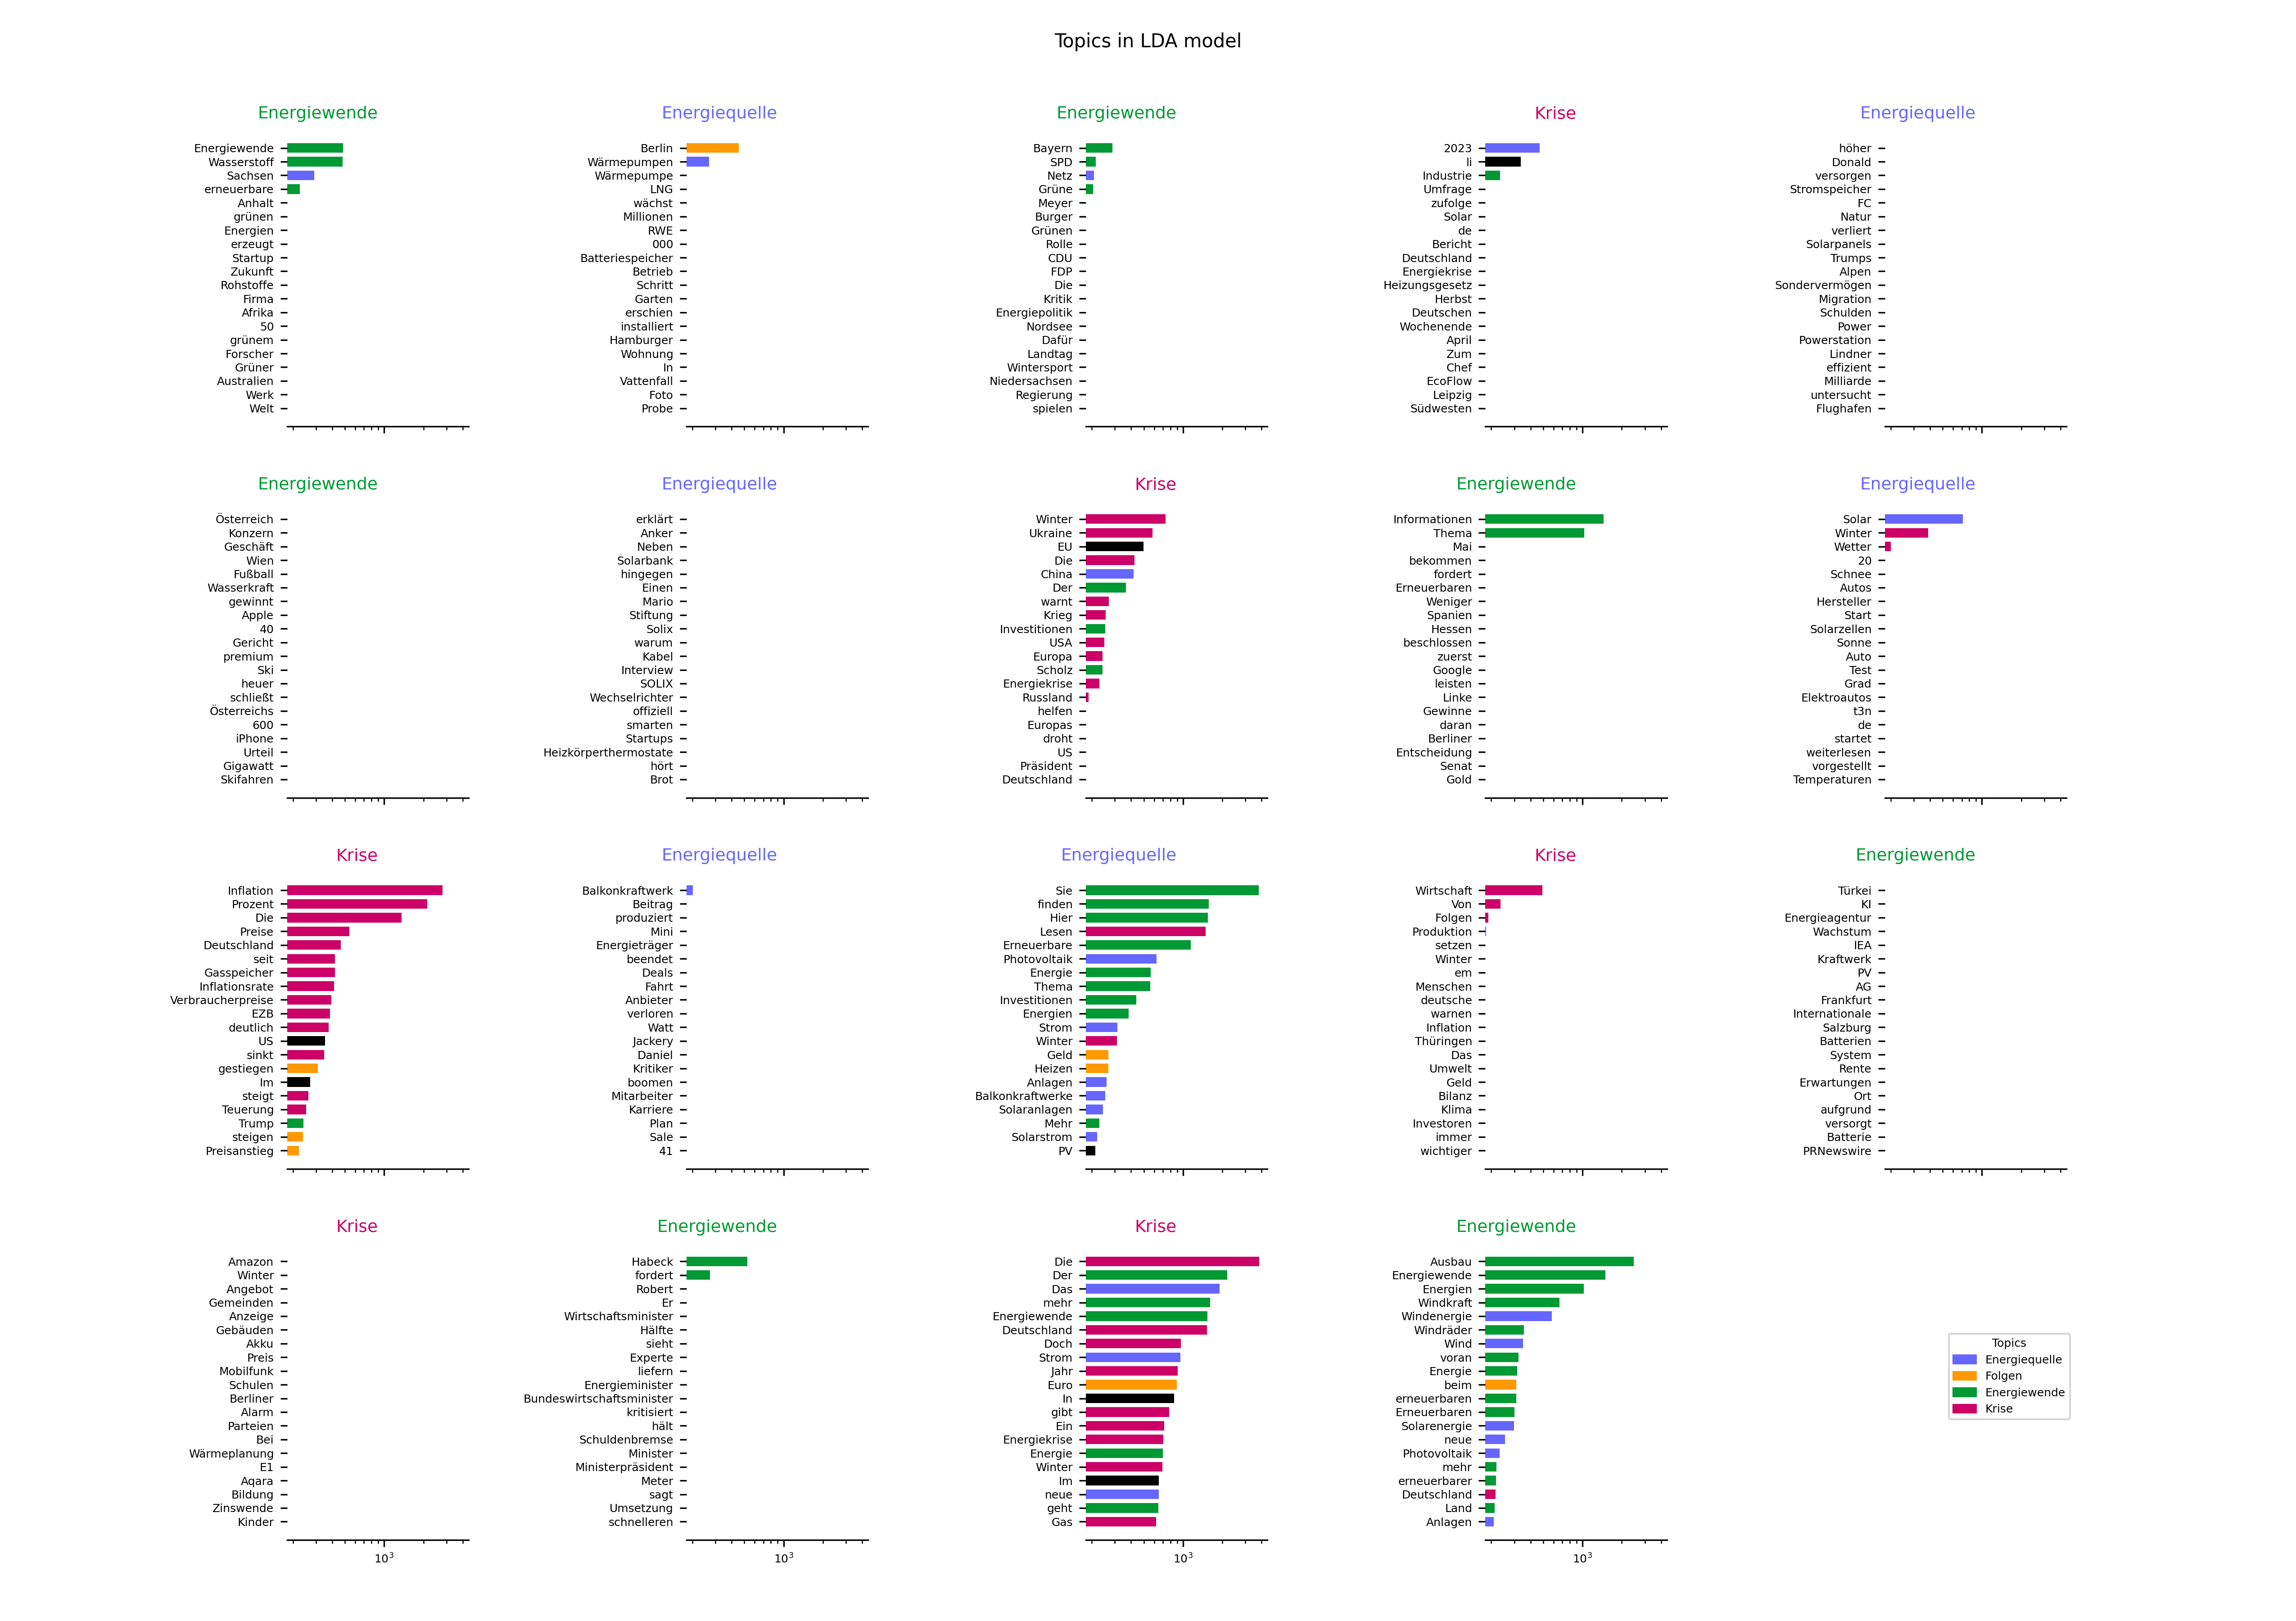 Topics in LDA model
Energiewende
Energiewende
Wasserstoff
Sachsen
erneuerbare
Anhalt
grünen
Energien
erzeugt
Startup
Zukunft
Rohstoffe
Firma
Afrika
50
grünem
Forscher
Grüner
Australien
Werk
Welt
Energiequelle
Berlin
Wärmepumpen
Wärmepumpe
LNG
wächst
Millionen
RWE
000
Batteriespeicher
Betrieb
Schritt
Garten
erschien
installiert
Hamburger
Wohnung
In
Vattenfall
Foto
Probe
Energiewende
Bayern
SPD
Netz
Grüne
Meyer
Burger
Grünen
Rolle
CDU
FDP
Die
Kritik
Energiepolitik
Nordsee
Dafür
Landtag
Wintersport
Niedersachsen
Regierung
spielen
Krise
2023
li
Industrie
Umfrage
zufolge
Solar
de
Bericht
Deutschland
Energiekrise
Heizungsgesetz
Herbst
Deutschen
Wochenende
April
Zum
Chef
EcoFlow
Leipzig
Südwesten
Energiequelle
höher
Donald
versorgen
Stromspeicher
FC
Natur
verliert
Solarpanels
Trumps
Alpen
Sondervermögen
Migration
Schulden
Power
Powerstation
Lindner
effizient
Milliarde
untersucht
Flughafen
Energiewende
Österreich
Konzern
Geschäft
Wien
Fußball
Wasserkraft
gewinnt
Apple
40
Gericht
premium
Ski
heuer
schließt
Österreichs
600
iPhone
Urteil
Gigawatt
Skifahren
Energiequelle
erklärt
Anker
Neben
Solarbank
hingegen
Einen
Mario
Stiftung
Solix
warum
Kabel
Interview
SOLIX
Wechselrichter
offiziell
smarten
Startups
Heizkörperthermostate
hört
Brot
Krise
Winter
Ukraine
EU
Die
China
Der
warnt
Krieg
Investitionen
USA
Europa
Scholz
Energiekrise
Russland
helfen
Europas
droht
US
Präsident
Deutschland
Energiewende
Informationen
Thema
Mai
bekommen
fordert
Erneuerbaren
Weniger
Spanien
Hessen
beschlossen
zuerst
Google
leisten
Linke
Gewinne
daran
Berliner
Entscheidung
Senat
Gold
Energiequelle
Solar
Winter
Wetter
20
Schnee
Autos
Hersteller
Start
Solarzellen
Sonne
Auto
Test
Grad
Elektroautos
t3n
de
startet
weiterlesen
vorgestellt
Temperaturen
Krise
Inflation
Prozent
Die
Preise
Deutschland
seit
Gasspeicher
Inflationsrate
Verbraucherpreise
EZB
deutlich
US
sinkt
gestiegen
Im
steigt
Teuerung
Trump
steigen
Preisanstieg
Energiequelle
Balkonkraftwerk
Beitrag
produziert
Mini
Energieträger
beendet
Deals
Fahrt
Anbieter
verloren
Watt
Jackery
Daniel
Kritiker
boomen
Mitarbeiter
Karriere
Plan
Sale
41
Energiequelle
Sie
finden
Hier
Lesen
Erneuerbare
Photovoltaik
Energie
Thema
Investitionen
Energien
Strom
Winter
Geld
Heizen
Anlagen
Balkonkraftwerke
Solaranlagen
Mehr
Solarstrom
PV
Krise
Wirtschaft
Von
Folgen
Produktion
setzen
Winter
em
Menschen
deutsche
warnen
Inflation
Thüringen
Das
Umwelt
Geld
Bilanz
Klima
Investoren
immer
wichtiger
Energiewende
Türkei
KI
Energieagentur
Wachstum
IEA
Kraftwerk
PV
AG
Frankfurt
Internationale
Salzburg
Batterien
System
Rente
Erwartungen
Ort
aufgrund
versorgt
Batterie
PRNewswire
Krise
Amazon
Winter
Angebot
Gemeinden
Anzeige
Gebäuden
Akku
Preis
Mobilfunk
Schulen
Berliner
Alarm
Parteien
Bei
Wärmeplanung
E1
Aqara
Bildung
Zinswende
Kinder
10³
Energiewende
Habeck
fordert
Robert
Er
Wirtschaftsminister
Hälfte
sieht
Experte
liefern
Energieminister
Bundeswirtschaftsminister
kritisiert
hält
Schuldenbremse
Minister
Ministerpräsident
Meter
sagt
Umsetzung
schnelleren
10³
Krise
Die
Der
Das
mehr
Energiewende
Deutschland
Doch
Strom
Jahr
Euro
In
gibt
Ein
Energiekrise
Energie
Winter
Im
neue
geht
Gas
10³
Energiewende
Ausbau
Energiewende
Energien
Windkraft
Windenergie
Windräder
Wind
voran
Energie
beim
erneuerbaren
Erneuerbaren
Solarenergie
neue
Photovoltaik
mehr
erneuerbarer
Deutschland
Land
Anlagen
10³
Topics
Energiequelle
Folgen
Energiewende
Krise